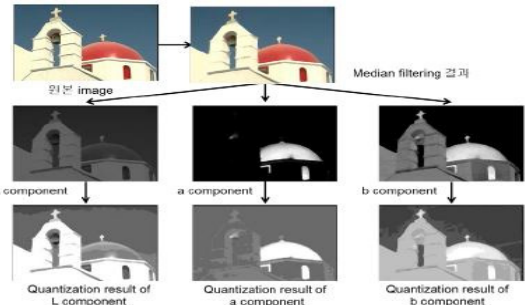 원본 image
Median filtering 결과
component
a component
b component
Quantization result of
L component
Quantization result of
a component
Quantization result of
b component